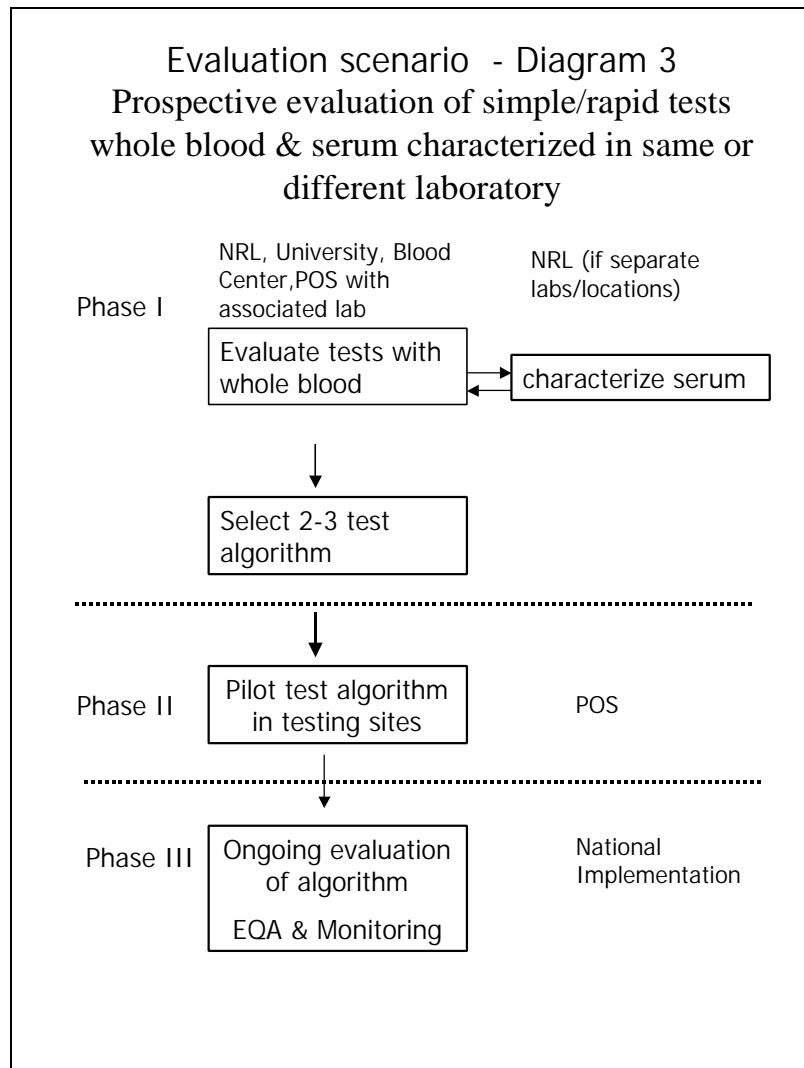 Evaluation scenario - Diagram 3
Prospective evaluation of simple/rapid tests
whole blood & serum characterized in same or
different laboratory
NRL, University, Blood
Center,POS with
associated lab
NRL (if separate
labs/locations)
Phase I
Evaluate tests with
whole blood
characterize serum
Select 2-3 test
algorithm
Phase II
Pilot test algorithm
in testing sites
POS
Phase III
Ongoing evaluation
of algorithm
EQA & Monitoring
National
Implementation